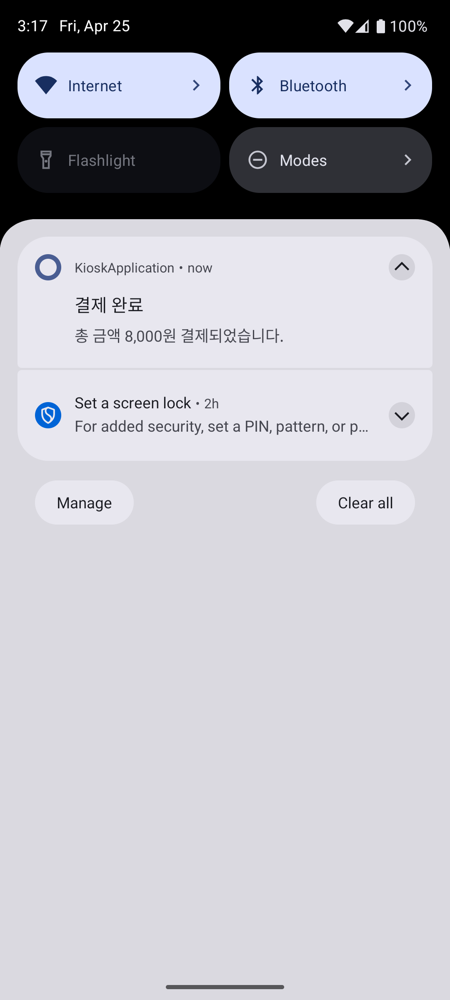 3:17 Fri, Apr 25 100%
Internet Bluetooth
Flashlight Modes
KioskApplication • now
결제 완료
총 금액 8,000원 결제되었습니다.
Set a screen lock • 2h
For added security, set a PIN, pattern, or p...
Manage Clear all